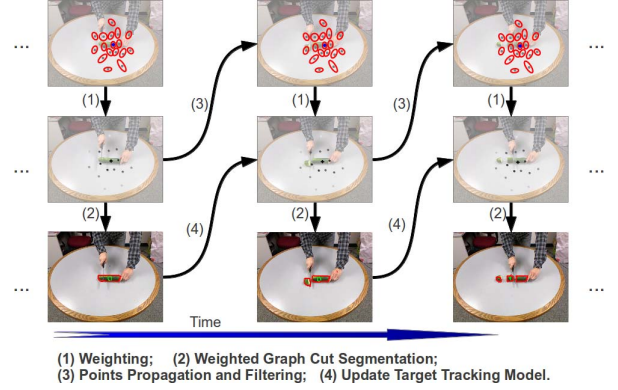 ... ...
(1) (3) (1) (3) (1)
... ...
(2) (4) (2) (4) (2)
... ...
Time
(1) Weighting; (2) Weighted Graph Cut Segmentation;
(3) Points Propagation and Filtering; (4) Update Target Tracking Model.